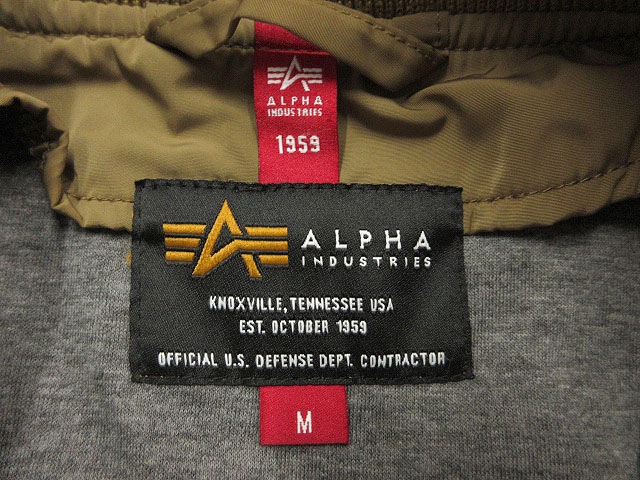 ALPHA
INDUSTRIES
1959
ALPHA
INDUSTRIES
KNOXVILLE, TENNESSEE USA
EST. OCTOBER 1959
OFFICIAL U.S. DEFENSE DEPT. CONTRACTOR
M